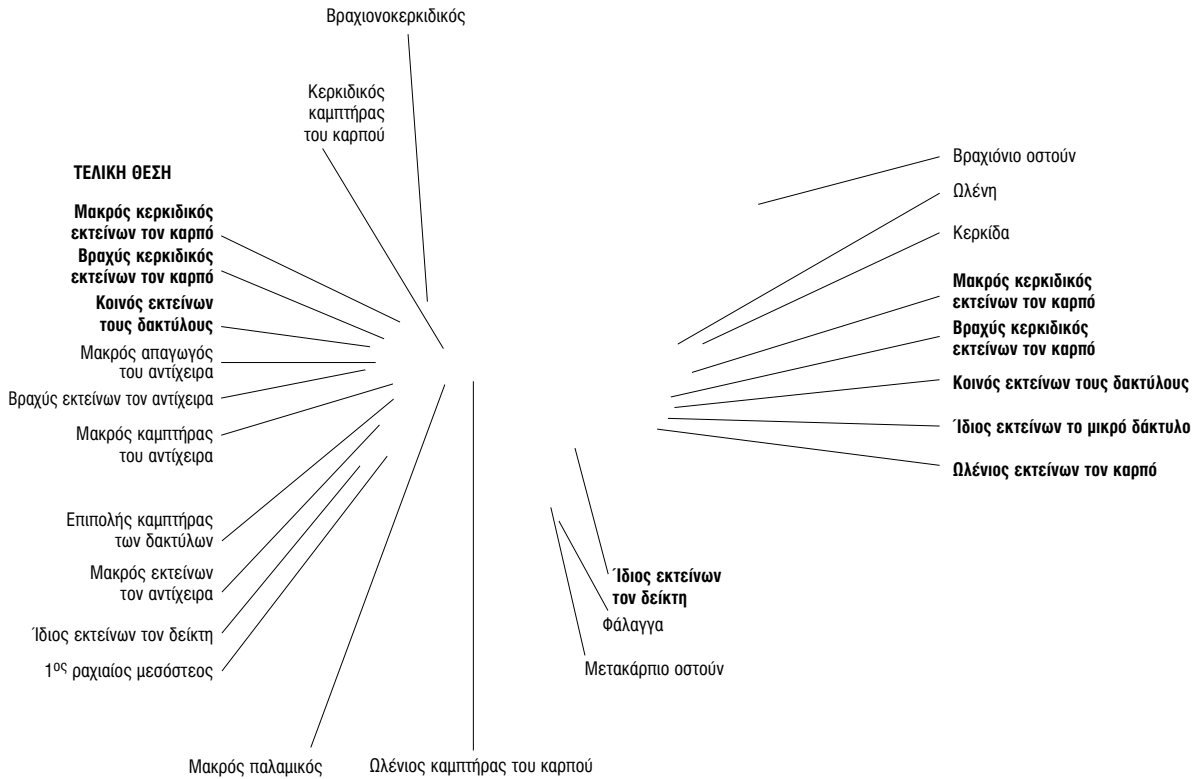 Βραχιονοκερκιδικός
Κερκιδικός
καμπτήρας
του καρπού
ΤΕΛΙΚΗ ΘΕΣΗ
Μακρός κερκιδικός
εκτείνων τον καρπό
Βραχύς κερκιδικός
εκτείνων τον καρπό
Κοινός εκτείνων
τους δακτύλους
Μακρός απαγωγός
του αντίχειρα
Βραχύς εκτείνων τον αντίχειρα
Μακρός καμπτήρας
του αντίχειρα
Επιπολής καμπτήρας
των δακτύλων
Μακρός εκτείνων
τον αντίχειρα
Ίδιος εκτείνων τον δείκτη
1ος ραχιαίος μεσόστεος
Μακρός παλαμικός
Ωλένιος καμπτήρας του καρπού
Βραχιόνιο οστούν
Ωλένη
Κερκίδα
Μακρός κερκιδικός
εκτείνων τον καρπό
Βραχύς κερκιδικός
εκτείνων τον καρπό
Κοινός εκτείνων τους δακτύλους
Ίδιος εκτείνων το μικρό δάκτυλο
Ωλένιος εκτείνων τον καρπό
Ίδιος εκτείνων
τον δείκτη
Φάλαγγα
Μετακάρπιο οστούν